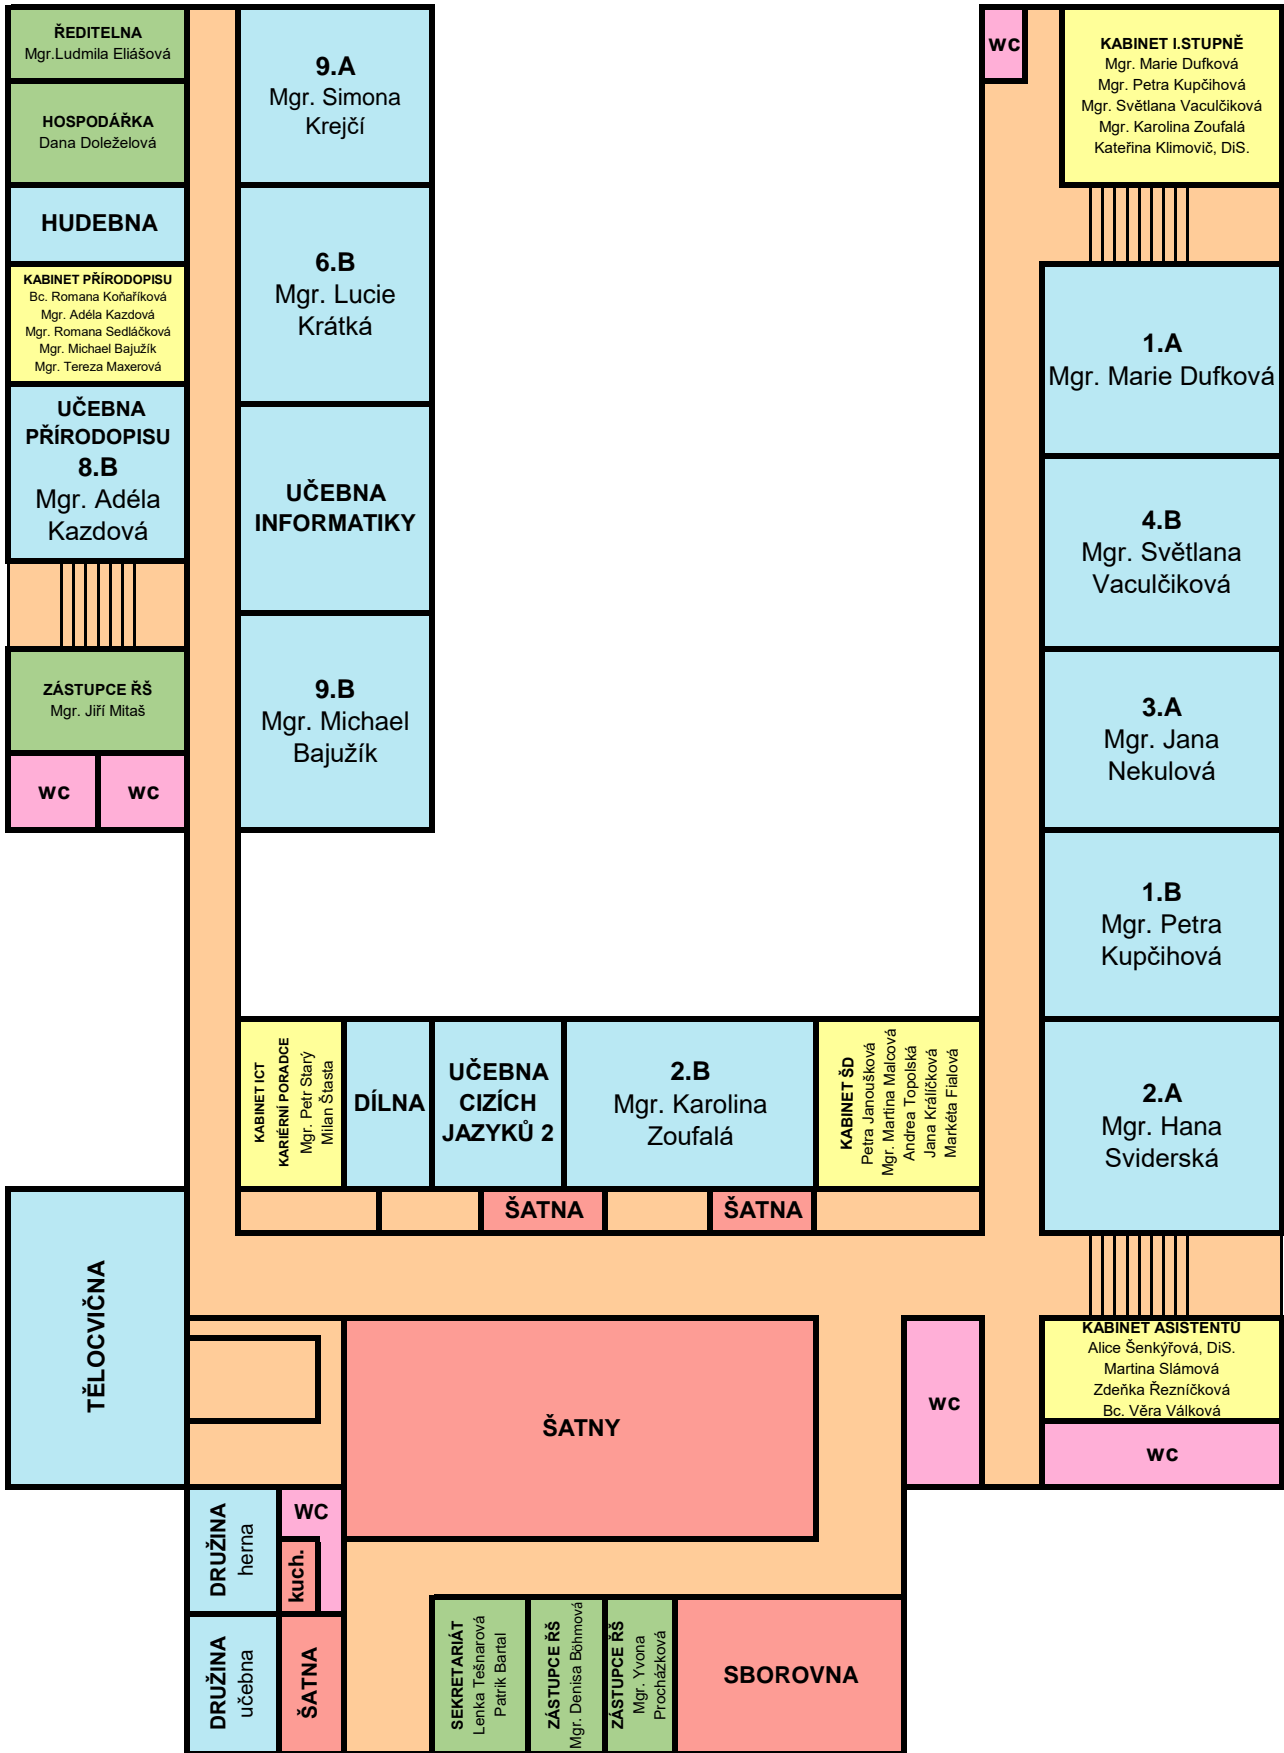 ŘEDITELNA
Mgr.Ludmila Eliášová
HOSPODÁŘKA
Dana Doleželová
HUDEBNA
KABINET PŘÍRODOPISU
Bc. Romana Koňaříková
Mgr. Adéla Kazdová
Mgr. Romana Sedláčková
Mgr. Michael Bajužík
Mgr. Tereza Maxerová
UČEBNA
PŘÍRODOPISU
8.B
Mgr. Adéla
Kazdová
ZÁSTUPCE ŘŠ
Mgr. Jiří Mitaš
WC
WC
9.A
Mgr. Simona
Krejčí
6.B
Mgr. Lucie
Krátká
UČEBNA
INFORMATIKY
9.B
Mgr. Michael
Bajužík
WC
KABINET I.STUPNĚ
Mgr. Marie Dufková
Mgr. Petra Kupčihová
Mgr. Světlana Vaculčiková
Mgr. Karolina Zoufalá
Kateřina Klimovič, DiS.
1.A
Mgr. Marie Dufková
4.B
Mgr. Světlana
Vaculčiková
3.A
Mgr. Jana
Nekulová
1.B
Mgr. Petra
Kupčihová
2.A
Mgr. Hana
Sviderská
KABINET ICT
KARIÉRNÍ PORADCE
Mgr. Petr Starý
Milan Štasta
DÍLNA
UČEBNA
CIZÍCH
JAZYKŮ 2
2.B
Mgr. Karolina
Zoufalá
KABINET ŠD
Petra Janoušková
Mgr. Martina Malcová
Andrea Topolská
Jana Králíčková
Markéta Fialová
ŠATNA
ŠATNA
TĚLOCVIČNA
ŠATNY
WC
KABINET ASISTENTŮ
Alice Šenkýřová, DiS.
Martina Slámová
Zdeňka Řezníčková
Bc. Věra Válková
WC
DRUŽINA
herna
WC
kuch.
DRUŽINA
učebna
ŠATNA
SEKRETARIÁT
Lenka Tešnarová
Patrik Bartal
ZÁSTUPCE ŘŠ
Mgr. Denisa Böhmová
ZÁSTUPCE ŘŠ
Mgr. Yvona
Procházková
SBOROVNA